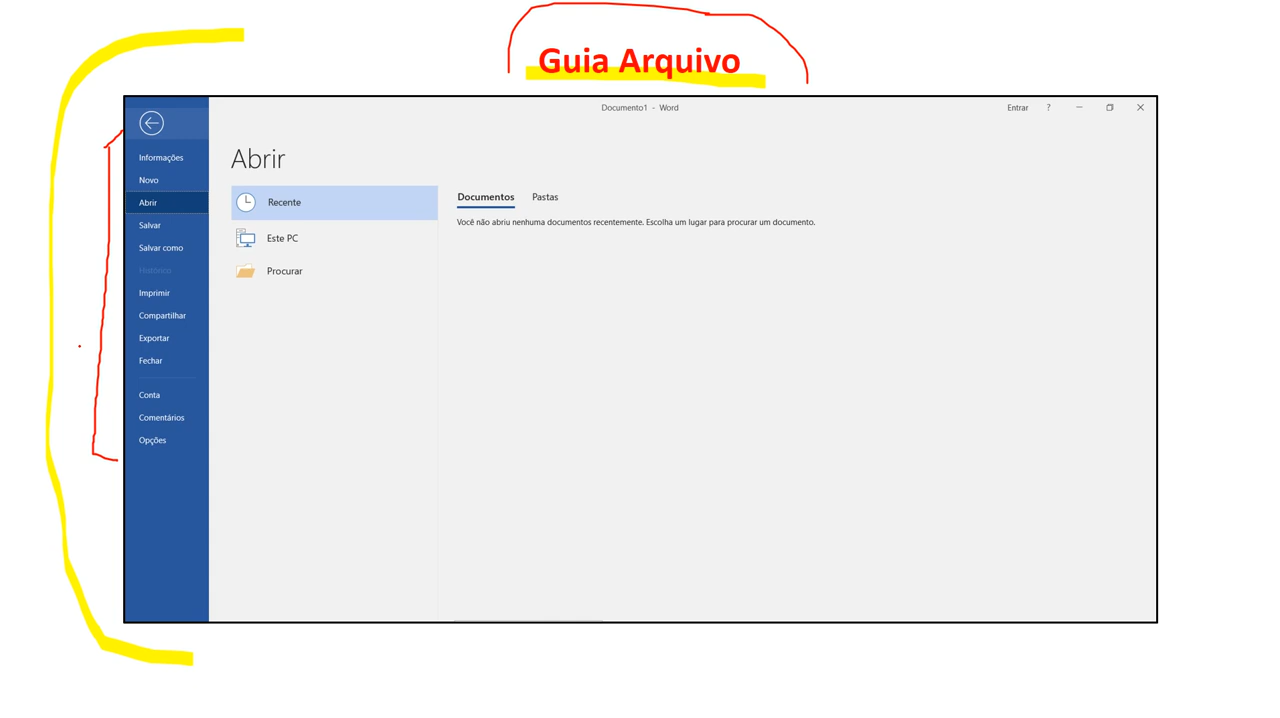 Guia Arquivo
Documento1 - Word
Entrar ?
Informações
Novo
Abrir
Salvar
Salvar como
Histórico
Imprimir
Compartilhar
Exportar
Fechar
Conta
Comentários
Opções
Abrir
Recente
Este PC
Procurar
Documentos Pastas
Você não abriu nenhuma documentos recentemente. Escolha um lugar para procurar um documento.